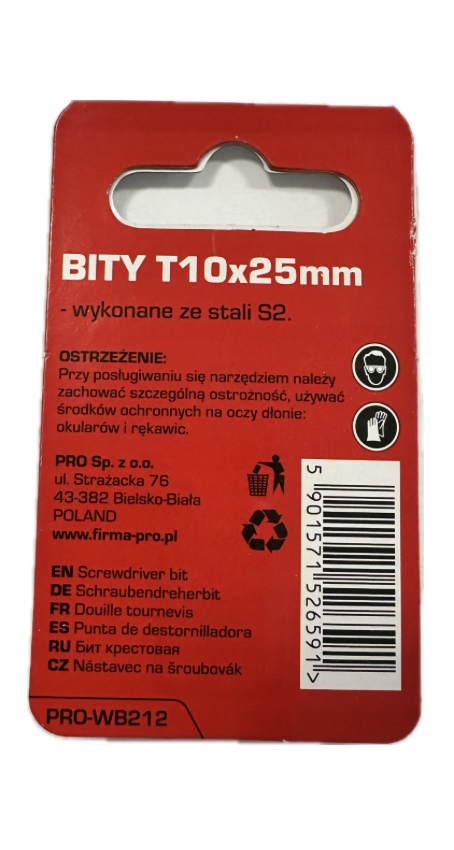 BITY T10x25mm
- wykonane ze stali S2.
OSTRZEŻENIE:
Przy posługiwaniu się narzędziem należy
zachować szczególną ostrożność, używać
środków ochronnych na oczy dłonie:
okularów i rękawic.
PRO Sp. z o.o.
ul. Strażacka 76
43-382 Bielsko-Biała
POLAND
www.firma-pro.pl
5 901571 526591 >
EN Screwdriver bit
DE Schraubendreherbit
FR Douille tournevis
ES Punta de destornilladora
RU Бит крестовая
CZ Nástavec na šroubovák
PRO-WB212